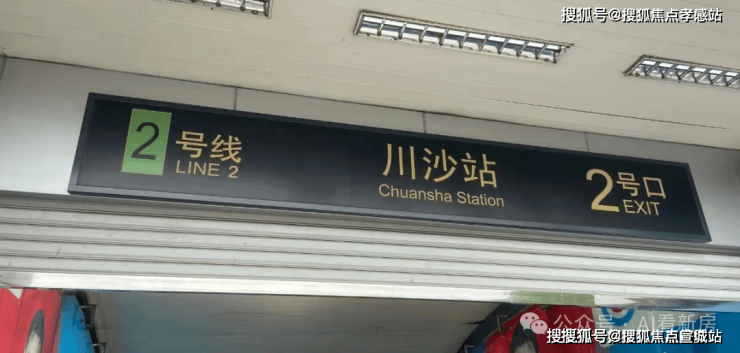 搜狐号@搜狐焦点孝感站
2 号线
LINE 2
川沙站
Chuansha Station
2 号口
EXIT
公众号 · AI看新房
搜狐号@搜狐焦点宣城站